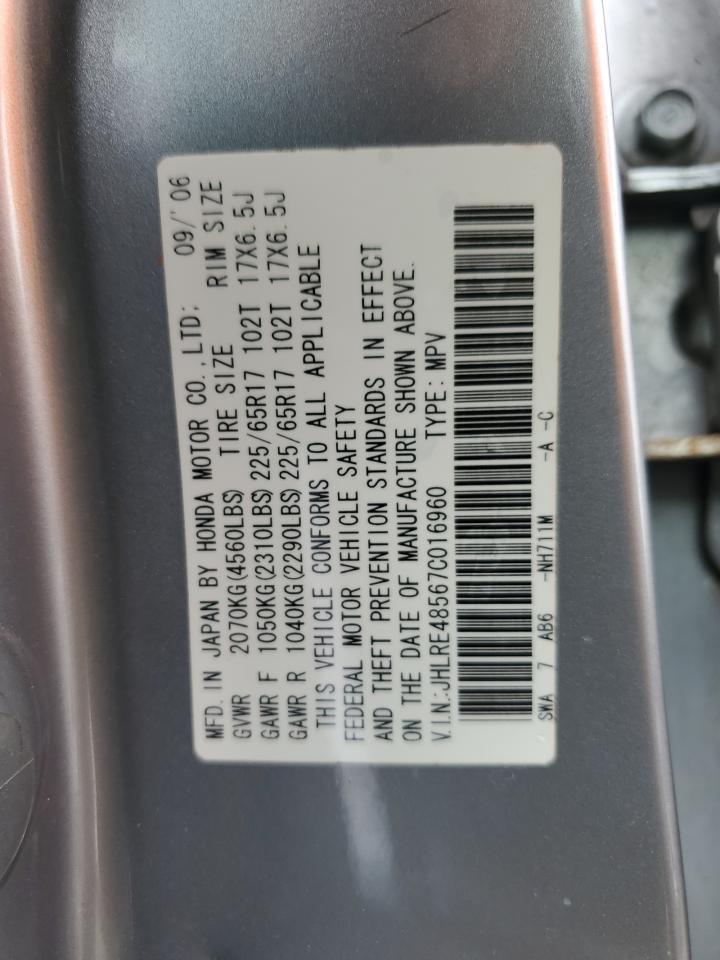 MFD. IN JAPAN BY HONDA MOTOR CO., LTD: 09/'06
GVWR 2070KG(4560LBS) TIRE SIZE RIM SIZE
GAWR F 1050KG(2310LBS) 225/65R17 102T 17X6.5J
GAWR R 1040KG(2290LBS) 225/65R17 102T 17X6.5J
THIS VEHICLE CONFORMS TO ALL APPLICABLE
FEDERAL MOTOR VEHICLE SAFETY
AND THEFT PREVENTION STANDARDS IN EFFECT
ON THE DATE OF MANUFACTURE SHOWN ABOVE.
V.I.N.:JHLRE48567C016960 TYPE: MPV
SWA 7 AB6 -NH711M -A -C